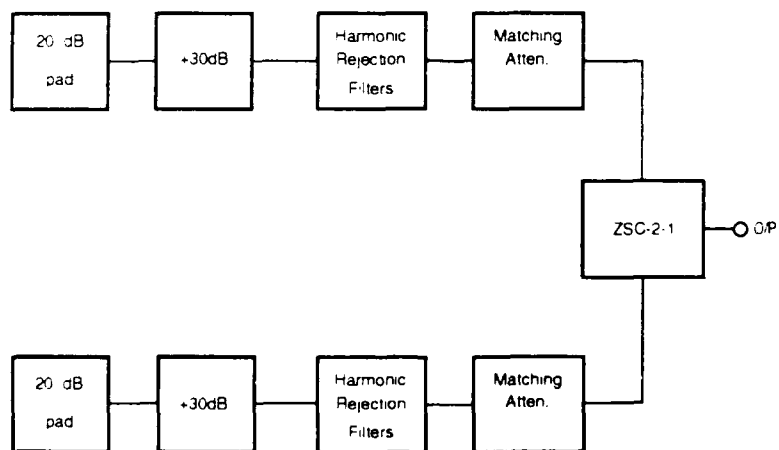 20 dB
pad
+30dB
Harmonic
Rejection
Filters
Matching
Atten.
ZSC-2-1
O/P
20 dB
pad
+30dB
Harmonic
Rejection
Filters
Matching
Atten.